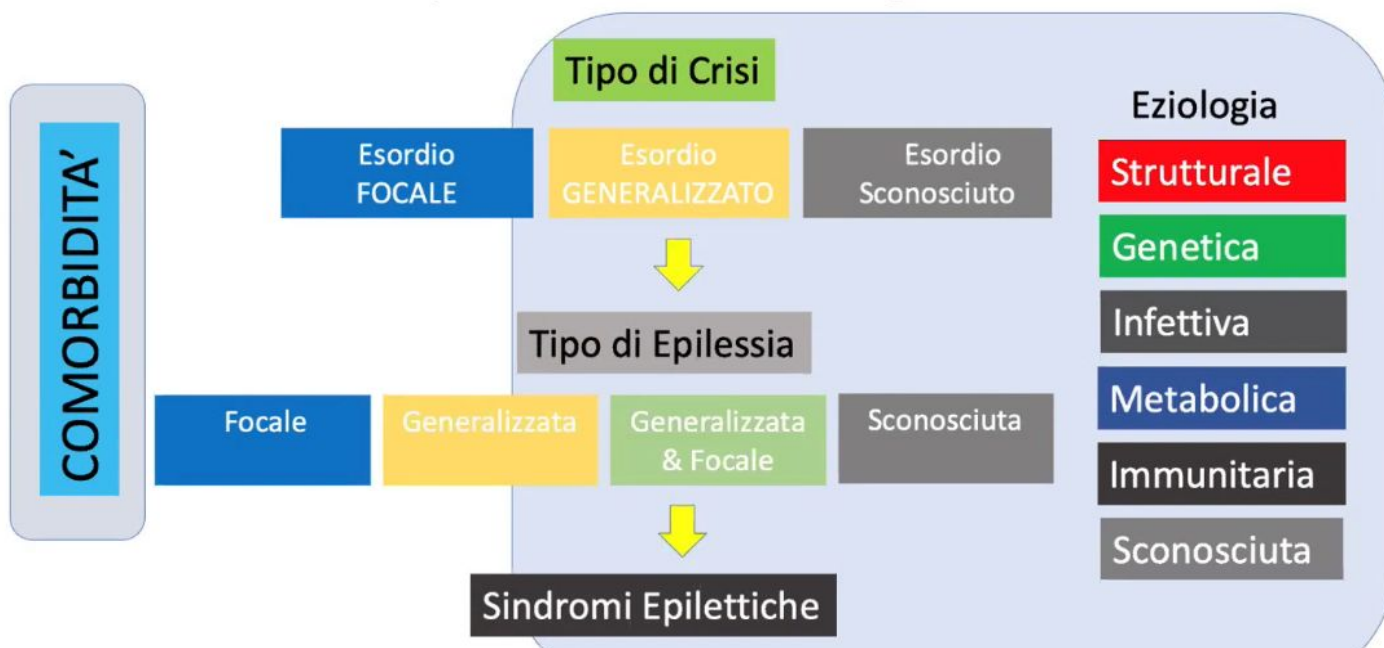 COMORBIDITA’
Tipo di Crisi
Esordio
FOCALE
Esordio
GENERALIZZATO
Esordio
Sconosciuto
Tipo di Epilessia
Focale
Generalizzata
Generalizzata
& Focale
Sconosciuta
Sindromi Epilettiche
Eziologia
Strutturale
Genetica
Infettiva
Metabolica
Immunitaria
Sconosciuta